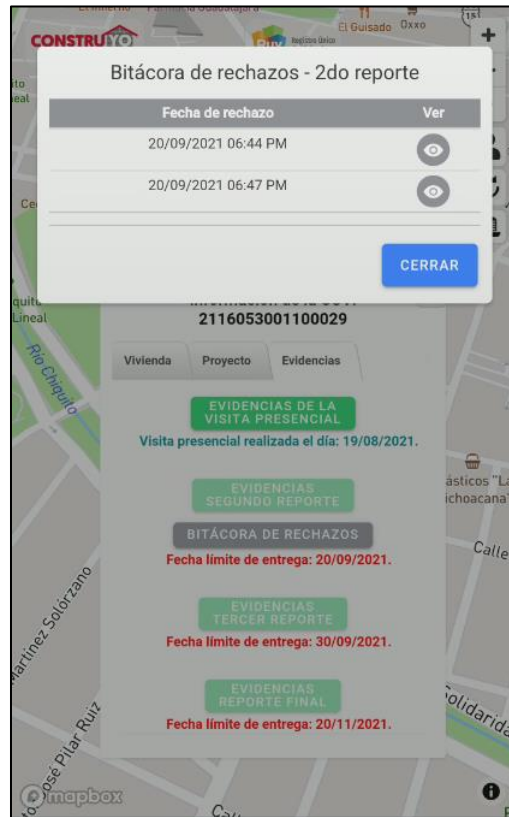 El Guisado
Oxxo
CONSTRUYO
Bitácora de rechazos - 2do reporte
Fecha de rechazo Ver
20/09/2021 06:44 PM
20/09/2021 06:47 PM
CERRAR
2116053001100029
Vivienda Proyecto Evidencias
EVIDENCIAS DE LA
VISITA PRESENCIAL
Visita presencial realizada el día: 19/08/2021.
EVIDENCIAS
SEGUNDO REPORTE
BITÁCORA DE RECHAZOS
Fecha límite de entrega: 20/09/2021.
EVIDENCIAS
TERCER REPORTE
Fecha límite de entrega: 30/09/2021.
EVIDENCIAS
REPORTE FINAL
Fecha límite de entrega: 20/11/2021.
Lineal
Rio Chiquito
Martinez Solórzano
José Pilar Ruiz
Calle
mapbox